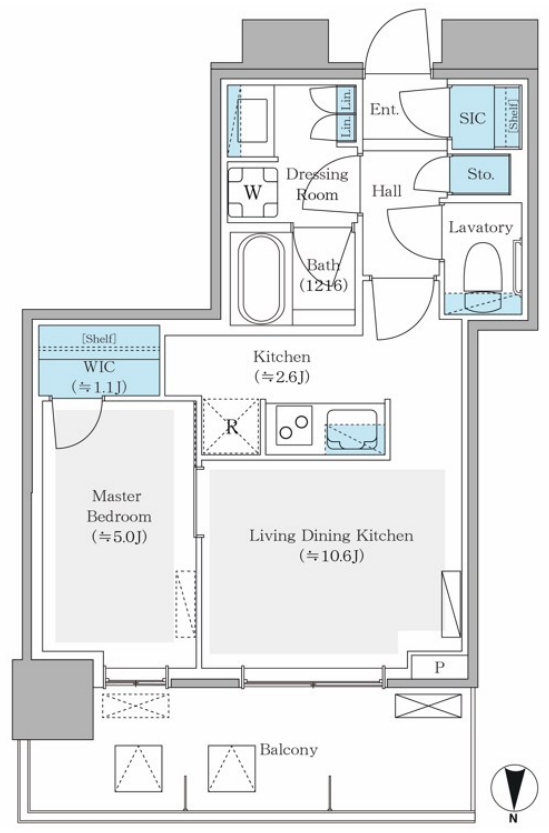 Lin.
Lin.
Ent.
SIC
[Shelf]
Dressing
Room
W
Hall
Sto.
Lavatory
Bath
(1216)
[Shelf]
WIC
(≒1.1J)
Kitchen
(≒2.6J)
R
Master
Bedroom
(≒5.0J)
Living Dining Kitchen
(≒10.6J)
P
Balcony
N